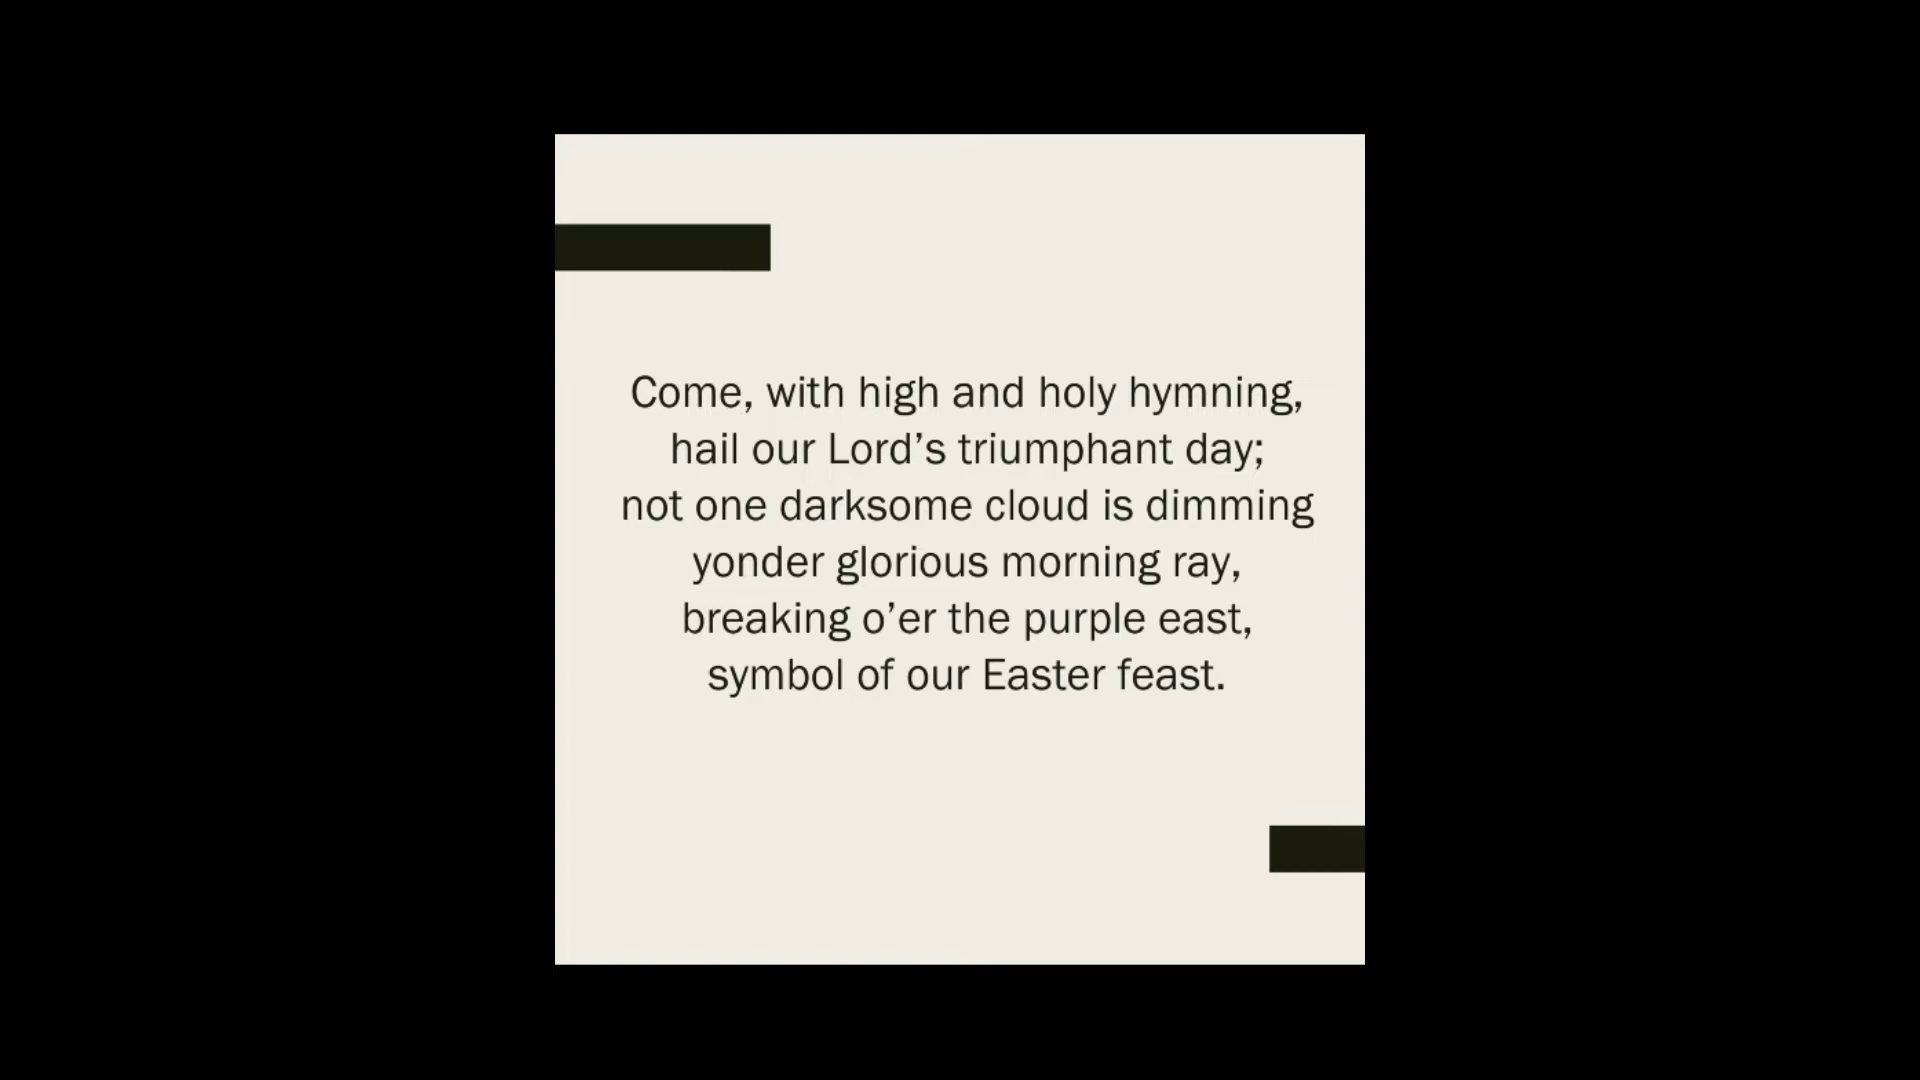 Come, with high and holy hymning,
hail our Lord’s triumphant day;
not one darksome cloud is dimming
yonder glorious morning ray,
breaking o’er the purple east,
symbol of our Easter feast.